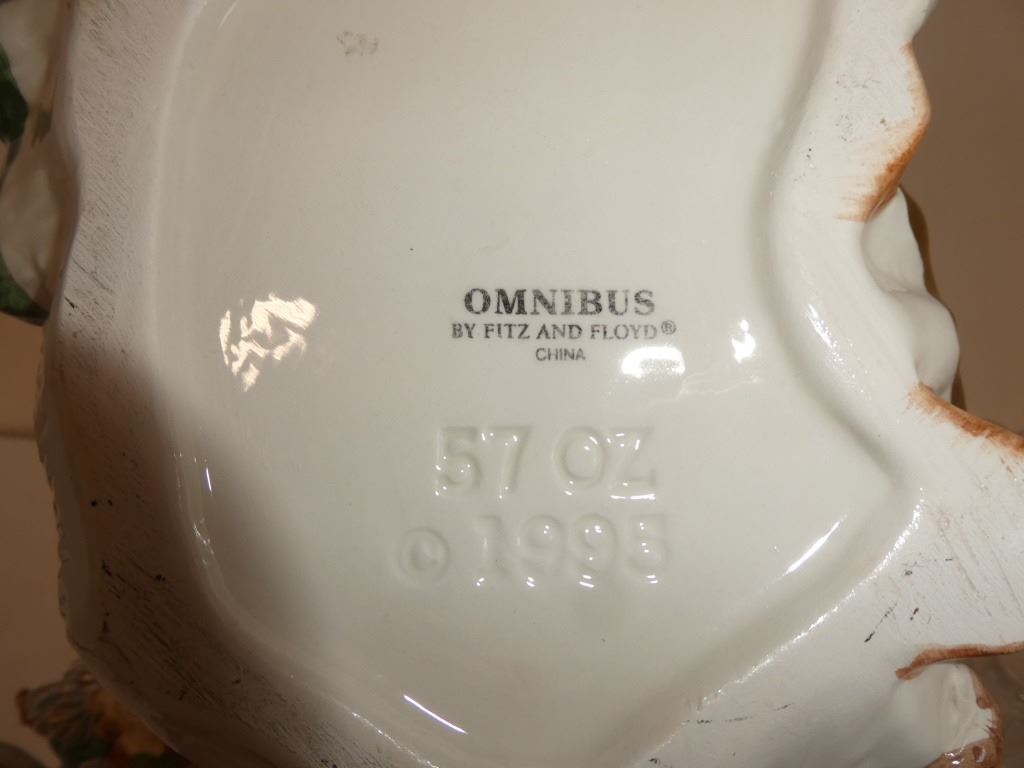 OMNIBUS
BY FITZ AND FLOYD®
CHINA
57 OZ
© 1995